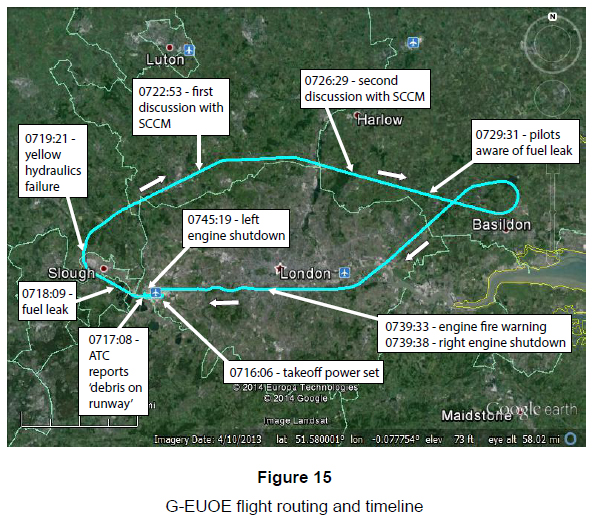 N
Luton
0722:53 - first
discussion with
SCCM
0726:29 - second
discussion with SCCM
Harlow
0719:21 -
yellow
hydraulics
failure
0729:31 - pilots
aware of fuel leak
0745:19 - left
engine shutdown
Basildon
Slough
London
0718:09 -
fuel leak
0717:08 -
ATC
reports
‘debris on
runway’
0716:06 - takeoff power set
0739:33 - engine fire warning
0739:38 - right engine shutdown
© 2014 Europa Technologies
© 2014 Google
mi
Image Landsat
Maidstone
Google earth
Imagery Date: 4/10/2013 lat 51.580001° lon -0.077754° elev 73 ft eye alt 58.02 mi
Figure 15
G-EUOE flight routing and timeline